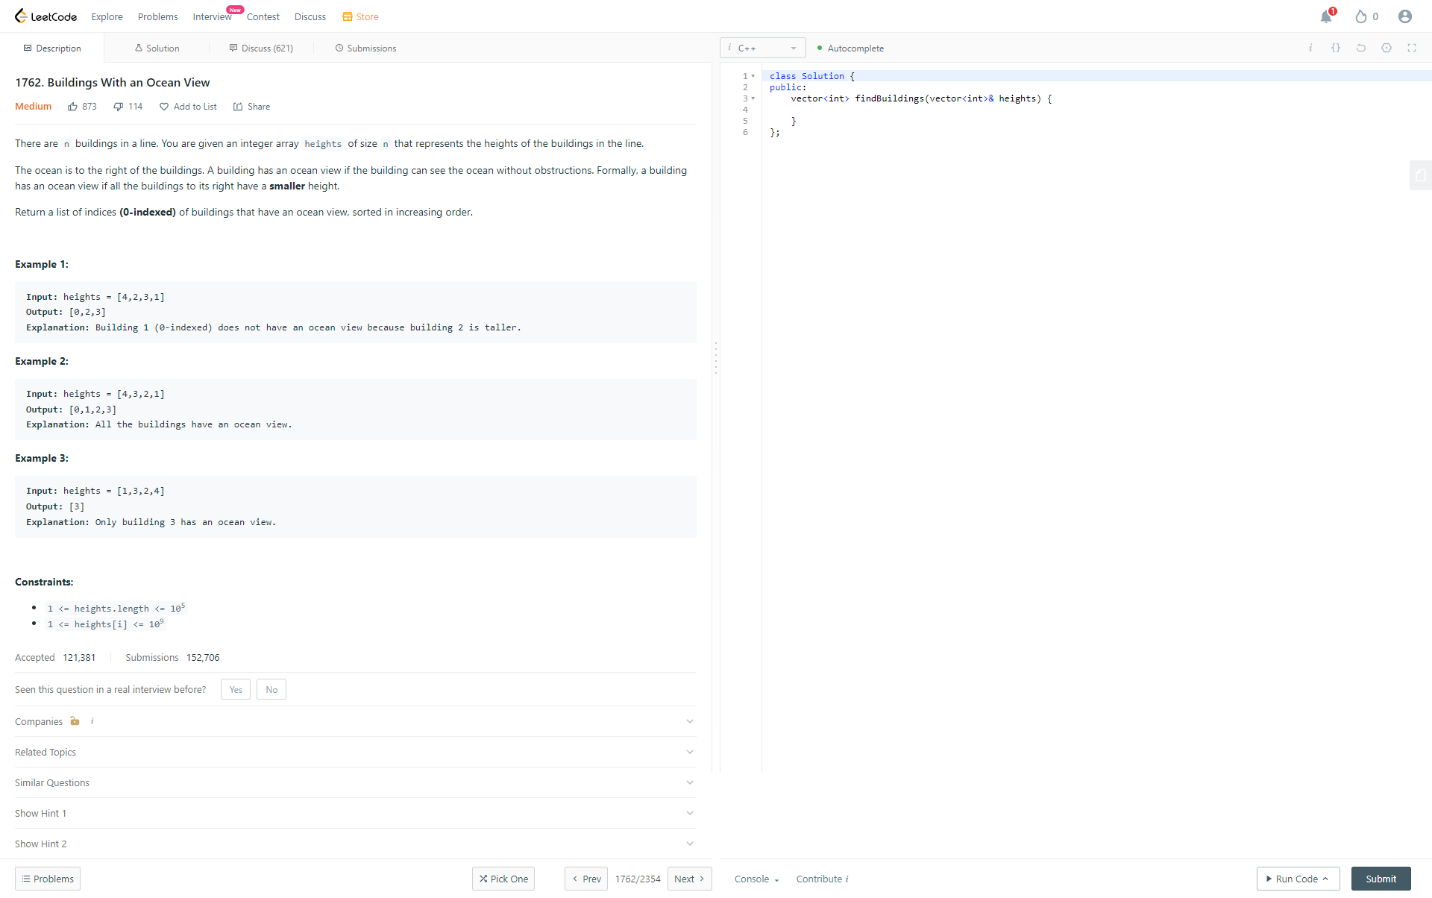 LeetCode Explore Problems Interview New Contest Discuss Store 1 0
Description Solution Discuss (621) Submissions
1762. Buildings With an Ocean View
Medium 873 114 Add to List Share
There are n buildings in a line. You are given an integer array heights of size n that represents the heights of the buildings in the line.
The ocean is to the right of the buildings. A building has an ocean view if the building can see the ocean without obstructions. Formally, a building
has an ocean view if all the buildings to its right have a smaller height.
Return a list of indices (0-indexed) of buildings that have an ocean view, sorted in increasing order.
Example 1:
Input: heights = [4,2,3,1]
Output: [0,2,3]
Explanation: Building 1 (0-indexed) does not have an ocean view because building 2 is taller.
Example 2:
Input: heights = [4,3,2,1]
Output: [0,1,2,3]
Explanation: All the buildings have an ocean view.
Example 3:
Input: heights = [1,3,2,4]
Output: [3]
Explanation: Only building 3 has an ocean view.
Constraints:
• 1 <= heights.length <= 10⁵
• 1 <= heights[i] <= 10⁹
Accepted 121,381 Submissions 152,706
Seen this question in a real interview before? Yes No
Companies i
Related Topics
Similar Questions
Show Hint 1
Show Hint 2
Problems Pick One Prev 1762/2354 Next
i C++ Autocomplete i {}
1 class Solution {
2 public:
3 vector<int> findBuildings(vector<int>& heights) {
4
5 }
6 };
Console Contribute i Run Code Submit